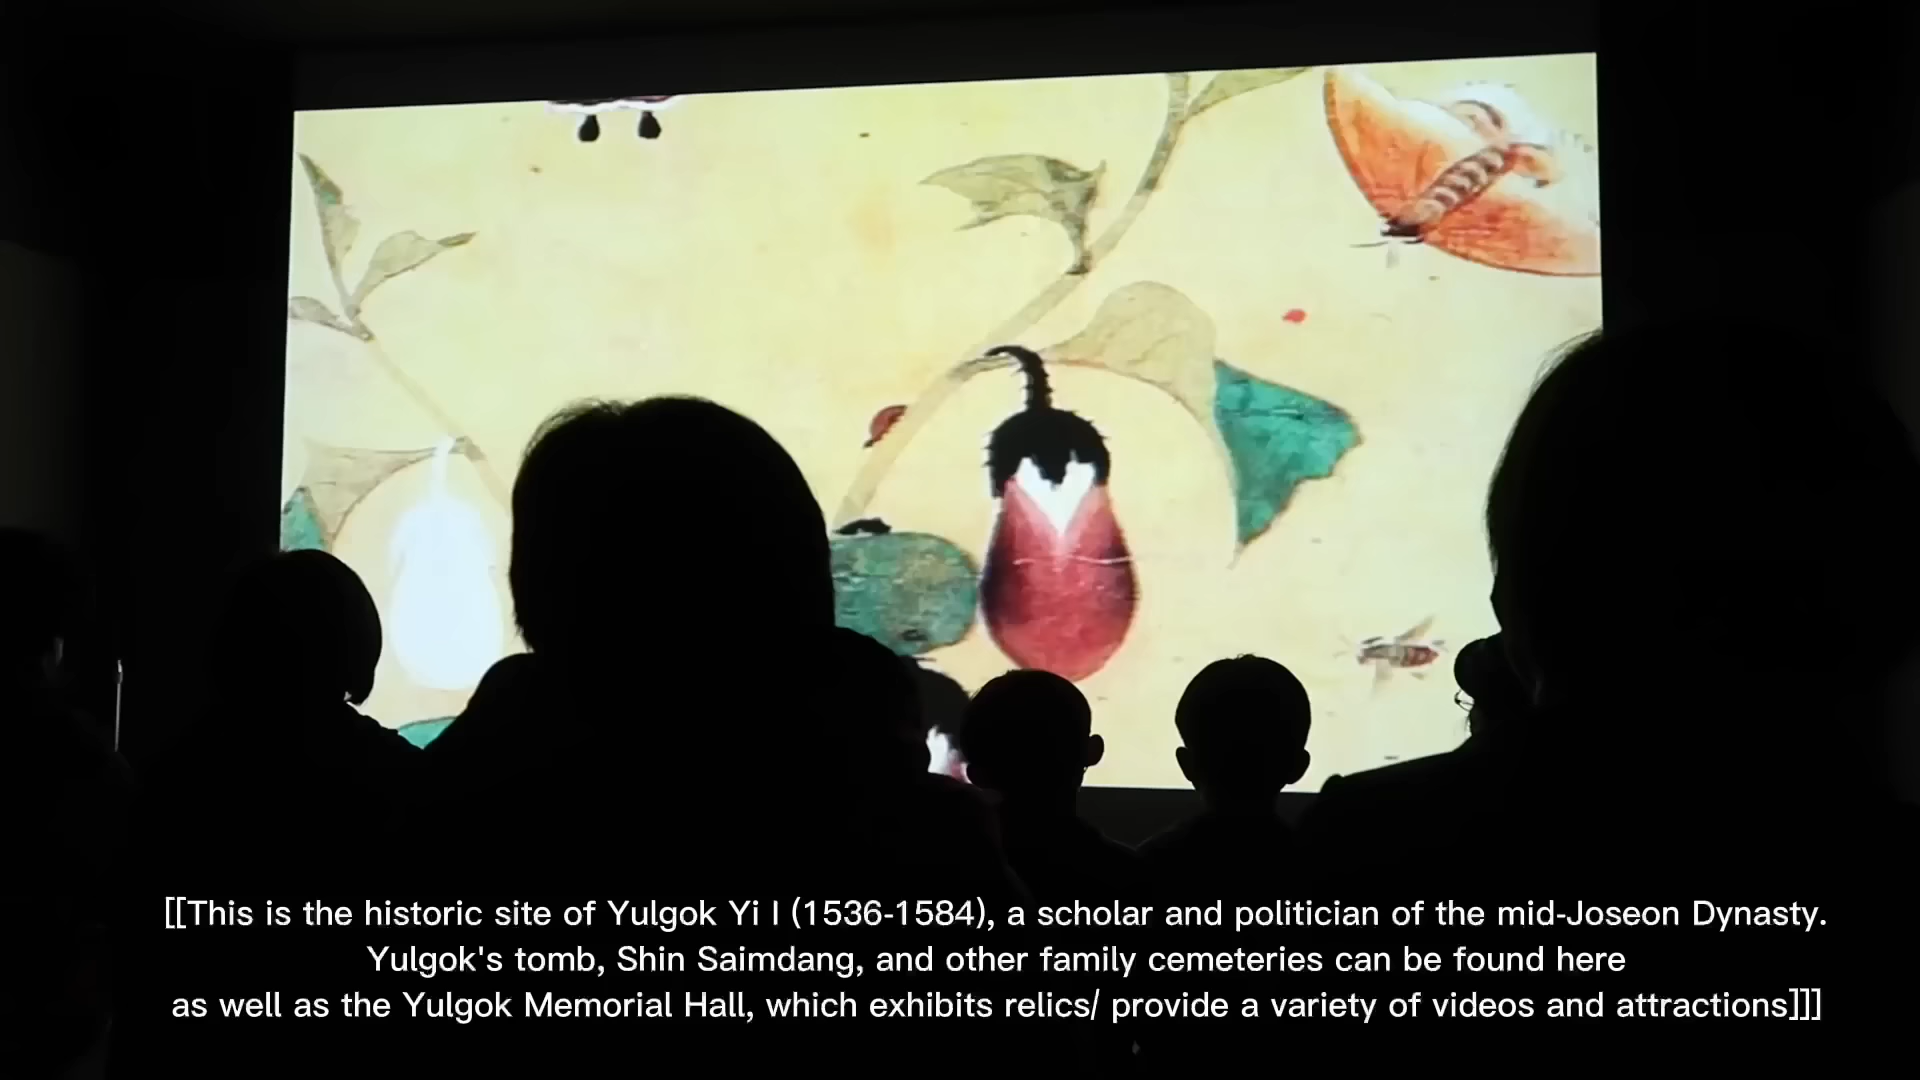 [[This is the historic site of Yulgok Yi I (1536-1584), a scholar and politician of the mid-Joseon Dynasty.
Yulgok's tomb, Shin Saimdang, and other family cemeteries can be found here
as well as the Yulgok Memorial Hall, which exhibits relics/ provide a variety of videos and attractions]]]